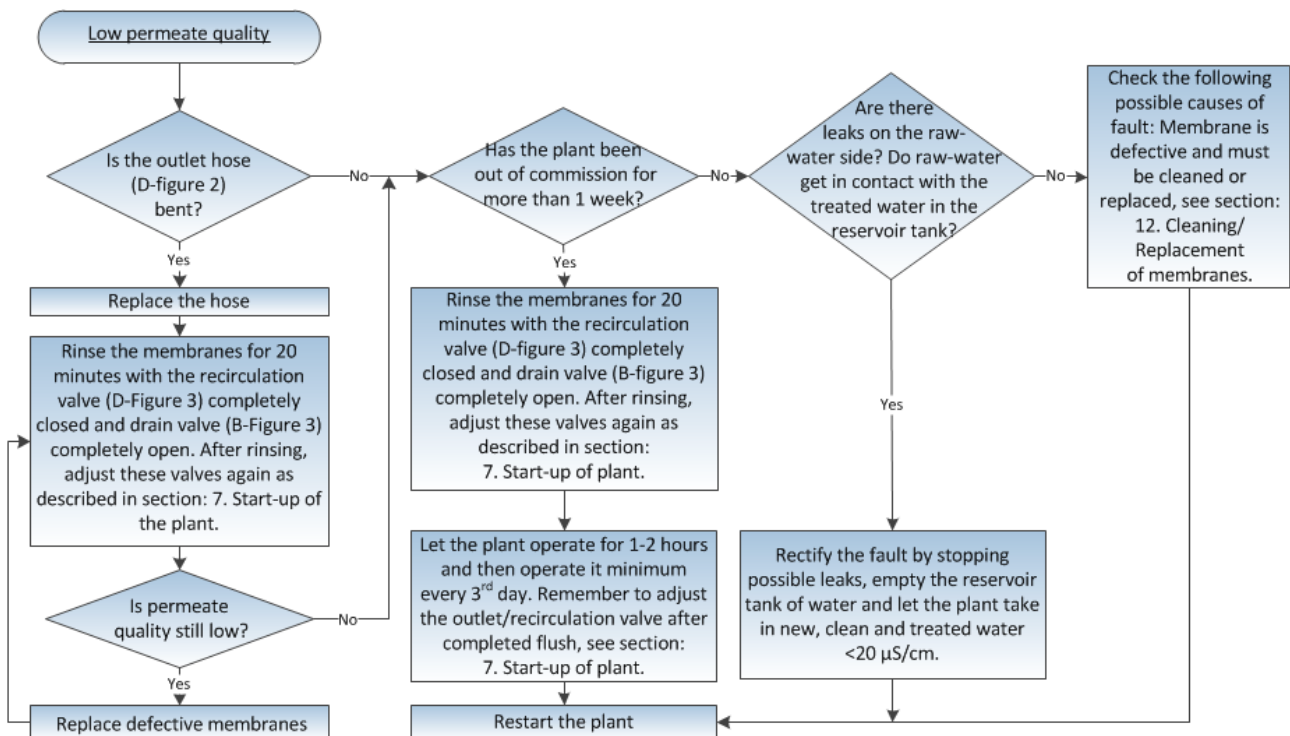 Low permeate quality
Is the outlet hose
(D-figure 2)
bent?
No
Yes
Replace the hose
Rinse the membranes for 20
minutes with the recirculation
valve (D-Figure 3) completely
closed and drain valve (B-Figure 3)
completely open. After rinsing,
adjust these valves again as
described in section: 7. Start-up of
the plant.
Is permeate
quality still low?
No
Yes
Replace defective membranes
Has the plant been
out of commission for
more than 1 week?
No
Yes
Rinse the membranes for 20
minutes with the recirculation
valve (D-figure 3) completely
closed and drain valve (B-figure 3)
completely open. After rinsing,
adjust these valves again as
described in section:
7. Start-up of plant.
Let the plant operate for 1-2 hours
and then operate it minimum
every 3rd day. Remember to adjust
the outlet/recirculation valve after
completed flush, see section:
7. Start-up of plant.
Restart the plant
Are there
leaks on the raw-
water side? Do raw-water
get in contact with the
treated water in the
reservoir tank?
No
Yes
Rectify the fault by stopping
possible leaks, empty the reservoir
tank of water and let the plant take
in new, clean and treated water
<20 µS/cm.
Check the following
possible causes of
fault: Membrane is
defective and must
be cleaned or
replaced, see section:
12. Cleaning/
Replacement
of membranes.